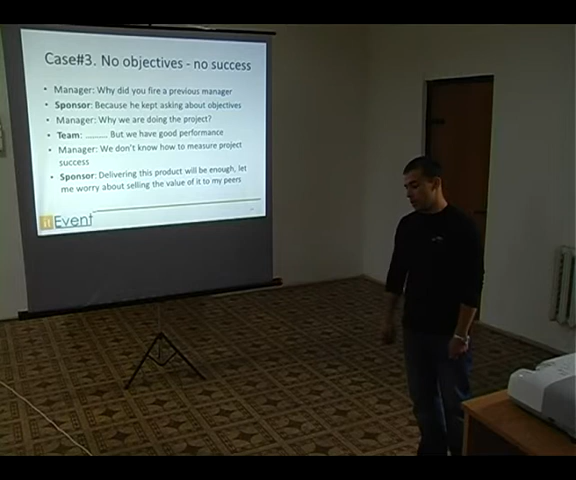 Case#3. No objectives - no success
• Manager: Why did you fire a previous manager
• Sponsor: Because he kept asking about objectives
• Manager: Why we are doing the project?
• Team: .......... But we have good performance
• Manager: We don't know how to measure project
success
• Sponsor: Delivering this product will be enough, let
me worry about selling the value of it to my peers
itEvent